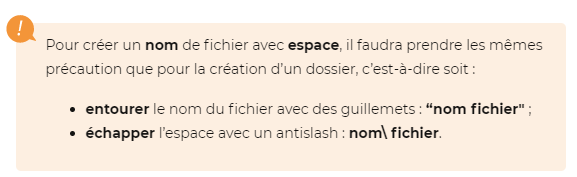 !
Pour créer un nom de fichier avec espace, il faudra prendre les mêmes
précaution que pour la création d’un dossier, c’est-à-dire soit :
• entourer le nom du fichier avec des guillemets : “nom fichier" ;
• échapper l’espace avec un antislash : nom\ fichier.